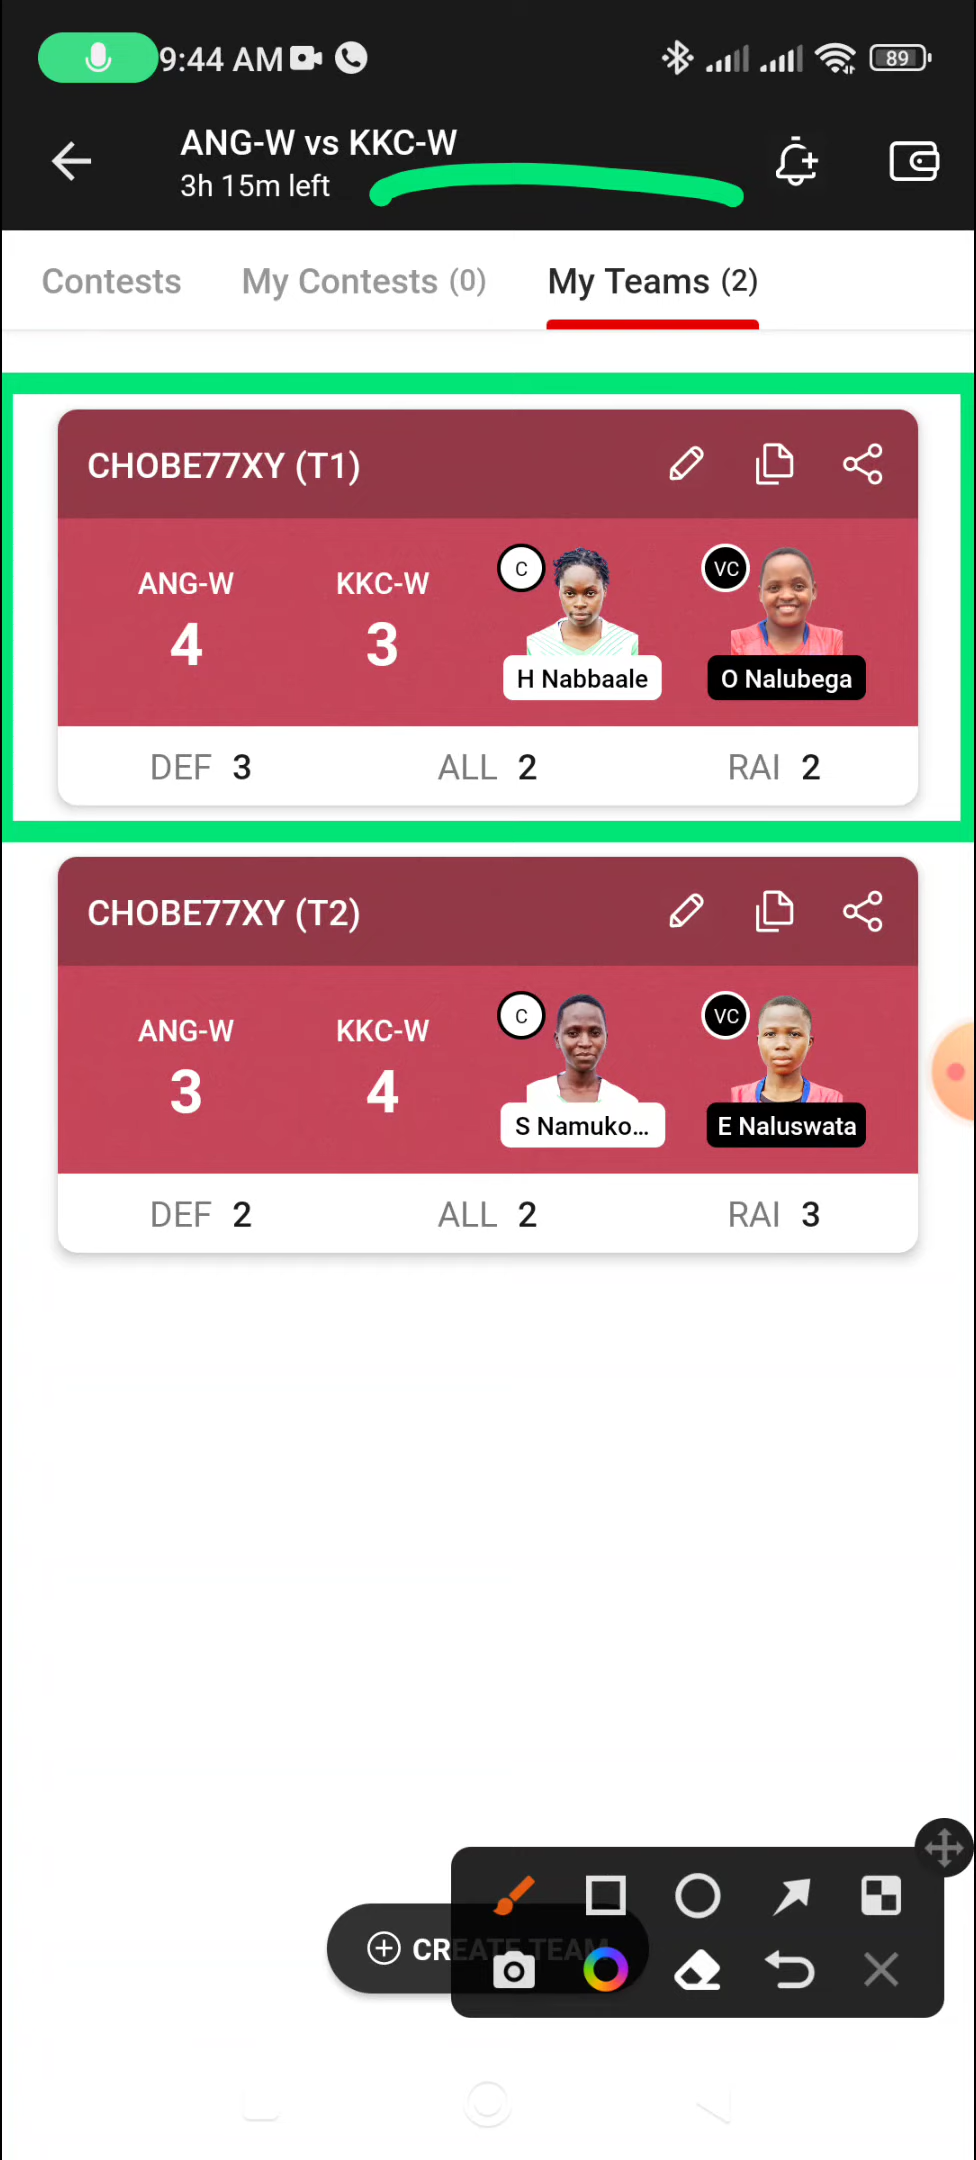 9:44 AM 89
ANG-W vs KKC-W
3h 15m left
Contests My Contests (0) My Teams (2)
CHOBE77XY (T1)
ANG-W KKC-W C VC
4 3
H Nabbaale O Nalubega
DEF 3 ALL 2 RAI 2
CHOBE77XY (T2)
ANG-W KKC-W C VC
3 4
S Namuko... E Naluswata
DEF 2 ALL 2 RAI 3
CREATE TEAM